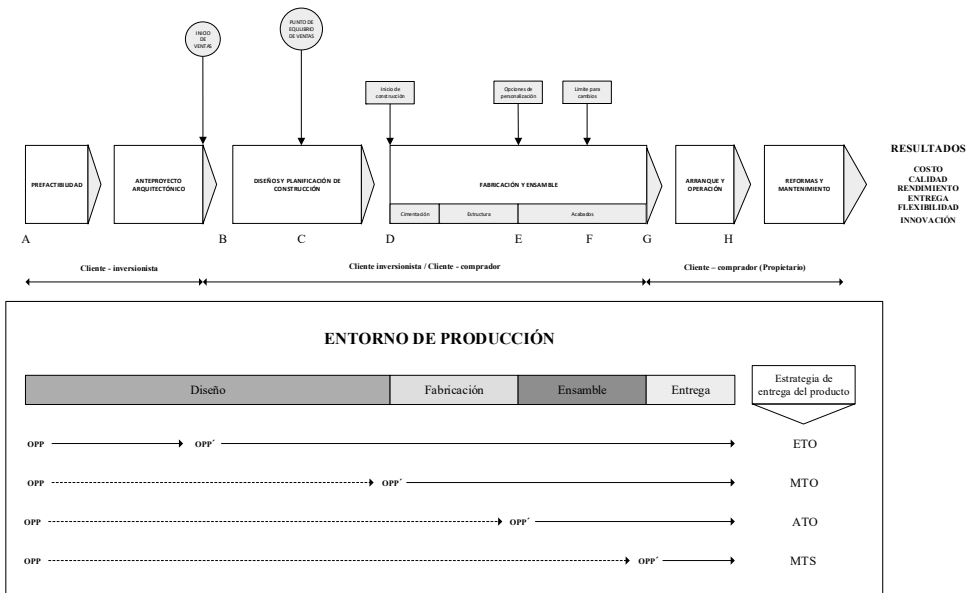 INICIO
DE
VENTAS
PUNTO DE
EQUILIBRIO
DE VENTAS
Inicio de
construcción
Opciones de
personalización
Límite para
cambios
PREFACTIBILIDAD
ANTEPROYECTO
ARQUITECTÓNICO
DISEÑOS Y PLANIFICACIÓN DE
CONSTRUCCIÓN
FABRICACIÓN Y ENSAMBLE
Cimentación
Estructura
Acabados
ARRANQUE Y
OPERACIÓN
REFORMAS Y
MANTENIMIENTO
RESULTADOS
COSTO
CALIDAD
RENDIMIENTO
ENTREGA
FLEXIBILIDAD
INNOVACIÓN
A B C D E F G H
Cliente - inversionista
Cliente inversionista / Cliente - comprador
Cliente – comprador (Propietario)
ENTORNO DE PRODUCCIÓN
Diseño
Fabricación
Ensamble
Entrega
Estrategia de
entrega del producto
OPP OPP´ ETO
OPP OPP´ MTO
OPP OPP´ ATO
OPP OPP´ MTS